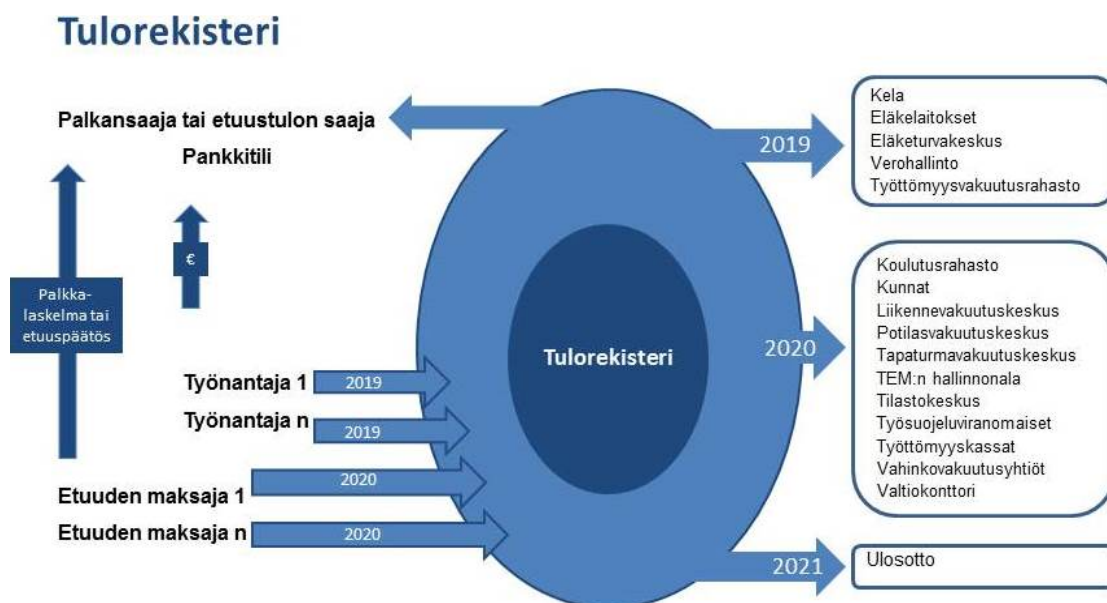 Tulorekisteri
Palkansaaja tai etuustulon saaja
Pankkitili
€
Palkka-
laskelma tai
etuuspäätös
Työnantaja 1
2019
Työnantaja n
2019
Etuuden maksaja 1
2020
Etuuden maksaja n
2020
Tulorekisteri
2019
Kela
Eläkelaitokset
Eläketurvakeskus
Verohallinto
Työttömyysvakuutusrahasto
2020
Koulutusrahasto
Kunnat
Liikennevakuutuskeskus
Potilasvakuutuskeskus
Tapaturmavakuutuskeskus
TEM:n hallinnonala
Tilastokeskus
Työsuojeluviranomaiset
Työttömyyskassat
Vahinkovakuutusyhtiöt
Valtiokonttori
2021
Ulosotto